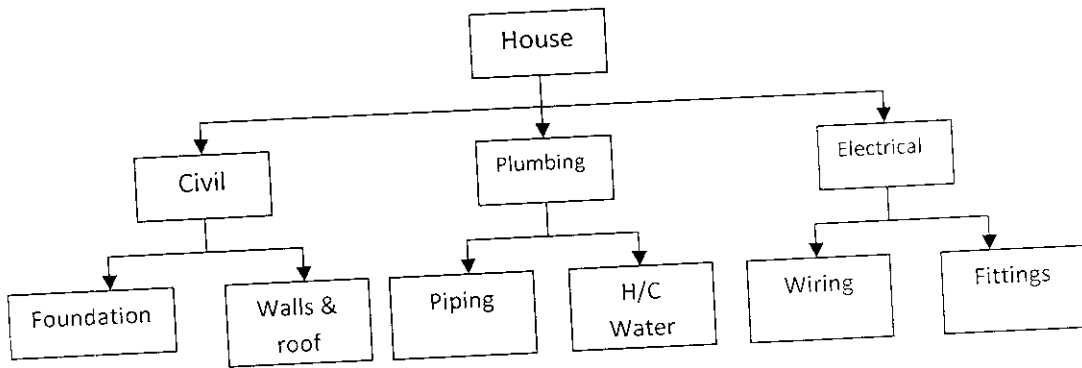 House
Civil
Plumbing
Electrical
Foundation
Walls &
roof
Piping
H/C
Water
Wiring
Fittings